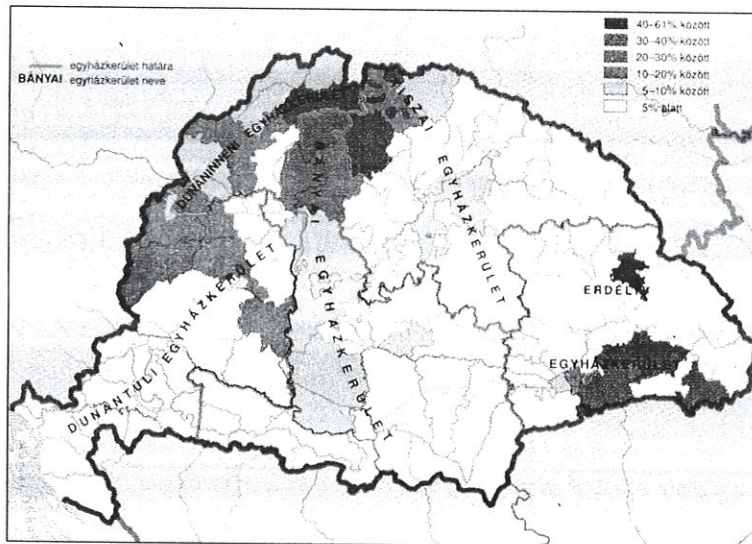 egyházkerület határa
BÁNYAI egyházkerület neve
40–61% között
30–40% között
20–30% között
10–20% között
5–10% között
5% alatt
DUNÁNINNENI EGYHÁZKERÜLET
BÁNYAI EGYHÁZKERÜLET
TISZAI EGYHÁZKERÜLET
DUNÁNTÚLI EGYHÁZKERÜLET
ERDÉLYI
EGYHÁZKERÜLET